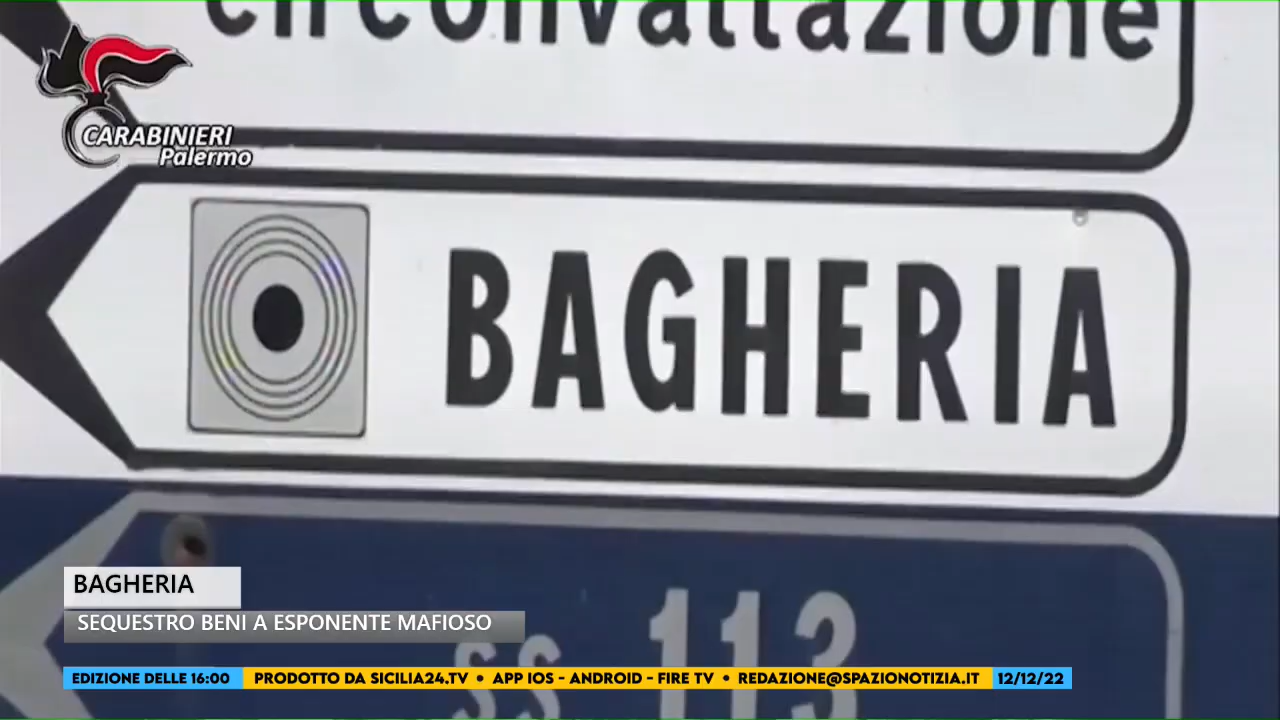 circonvallazione
CARABINIERI
Palermo
BAGHERIA
ss 113
BAGHERIA
SEQUESTRO BENI A ESPONENTE MAFIOSO
EDIZIONE DELLE 16:00 PRODOTTO DA SICILIA24.TV • APP IOS - ANDROID - FIRE TV • REDAZIONE@SPAZIONOTIZIA.IT 12/12/22